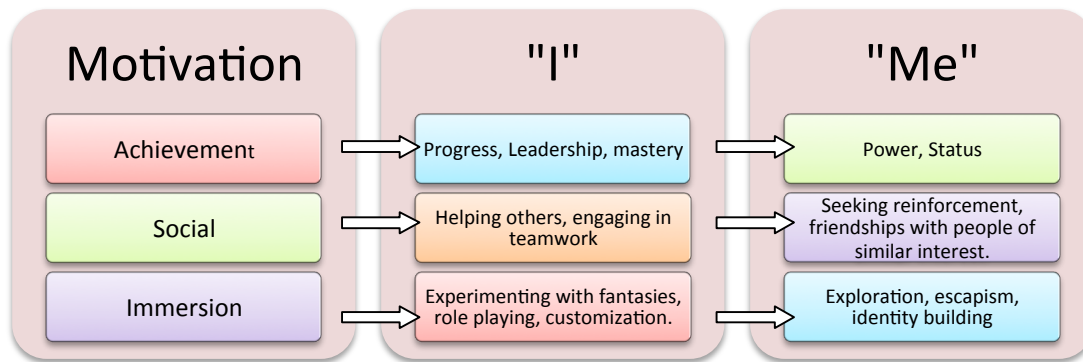 Motivation
"I"
"Me"
Achievement
Progress, Leadership, mastery
Power, Status
Social
Helping others, engaging in
teamwork
Seeking reinforcement,
friendships with people of
similar interest.
Immersion
Experimenting with fantasies,
role playing, customization.
Exploration, escapism,
identity building